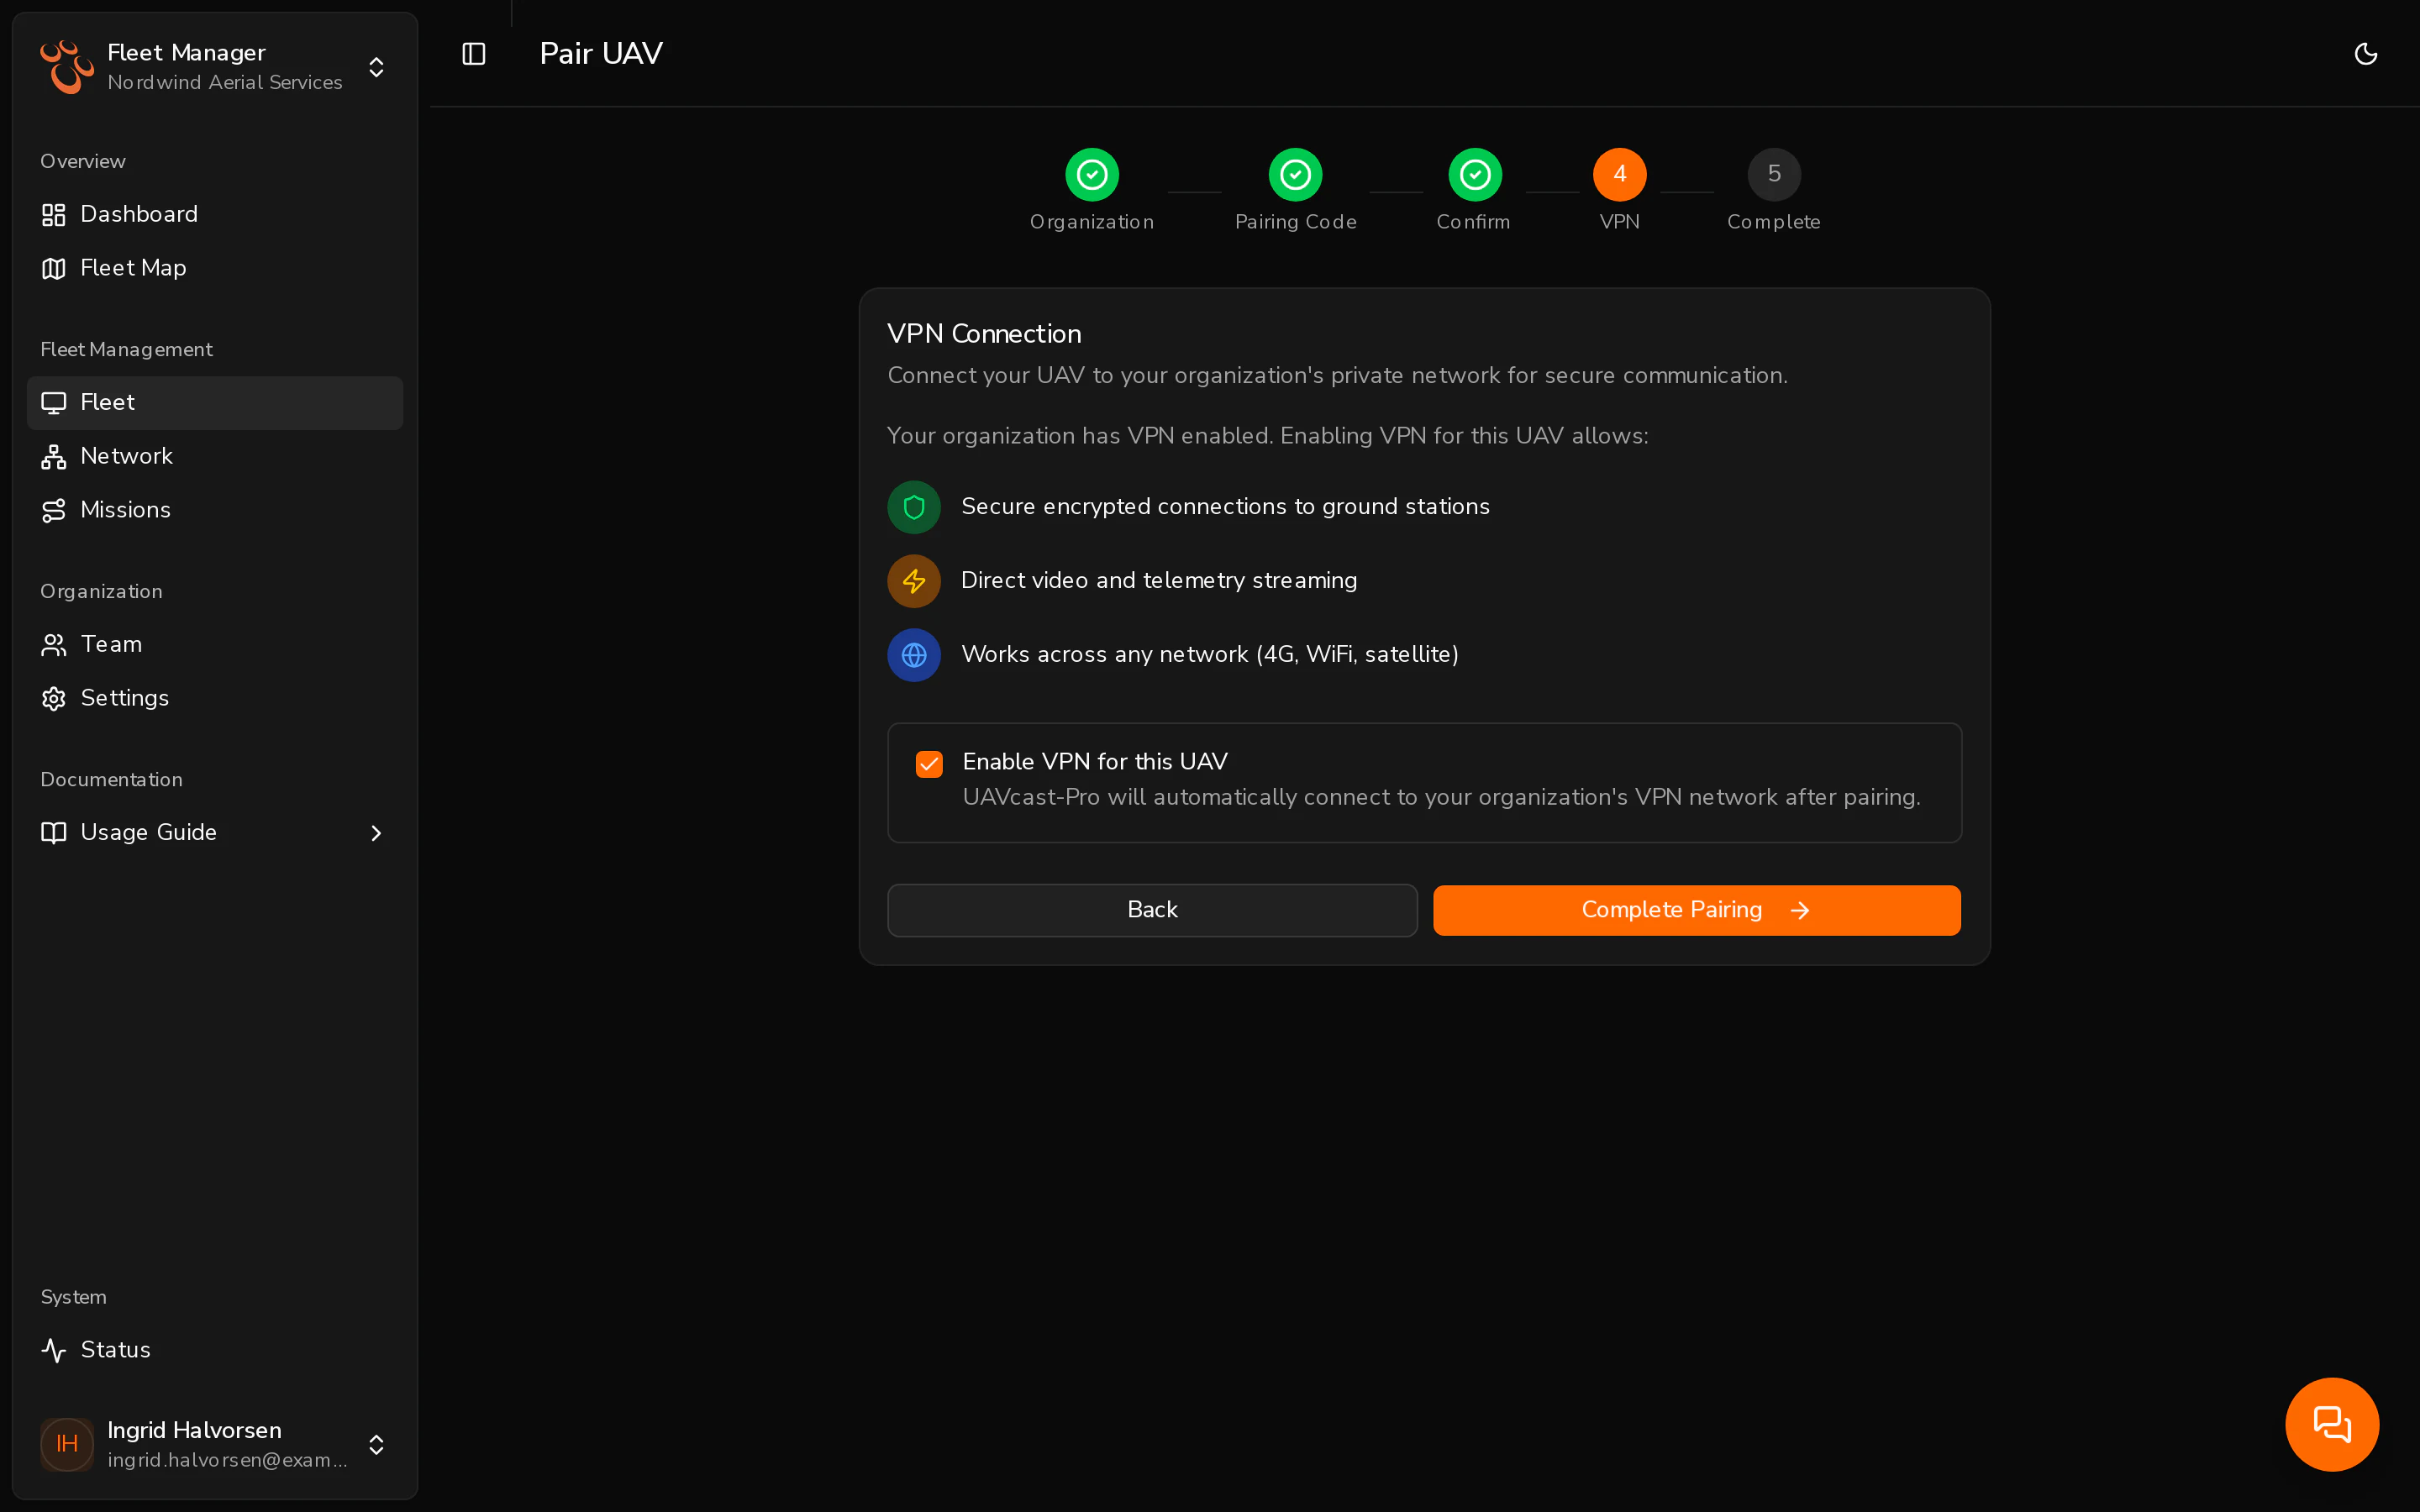 Fleet Manager
Nordwind Aerial Services
Overview
Dashboard
Fleet Map
Fleet Management
Fleet
Network
Missions
Organization
Team
Settings
Documentation
Usage Guide
System
Status
IH
Ingrid Halvorsen
ingrid.halvorsen@exam...
Pair UAV
4
5
Organization
Pairing Code
Confirm
VPN
Complete
VPN Connection
Connect your UAV to your organization's private network for secure communication.
Your organization has VPN enabled. Enabling VPN for this UAV allows:
Secure encrypted connections to ground stations
Direct video and telemetry streaming
Works across any network (4G, WiFi, satellite)
Enable VPN for this UAV
UAVcast-Pro will automatically connect to your organization's VPN network after pairing.
Back
Complete Pairing